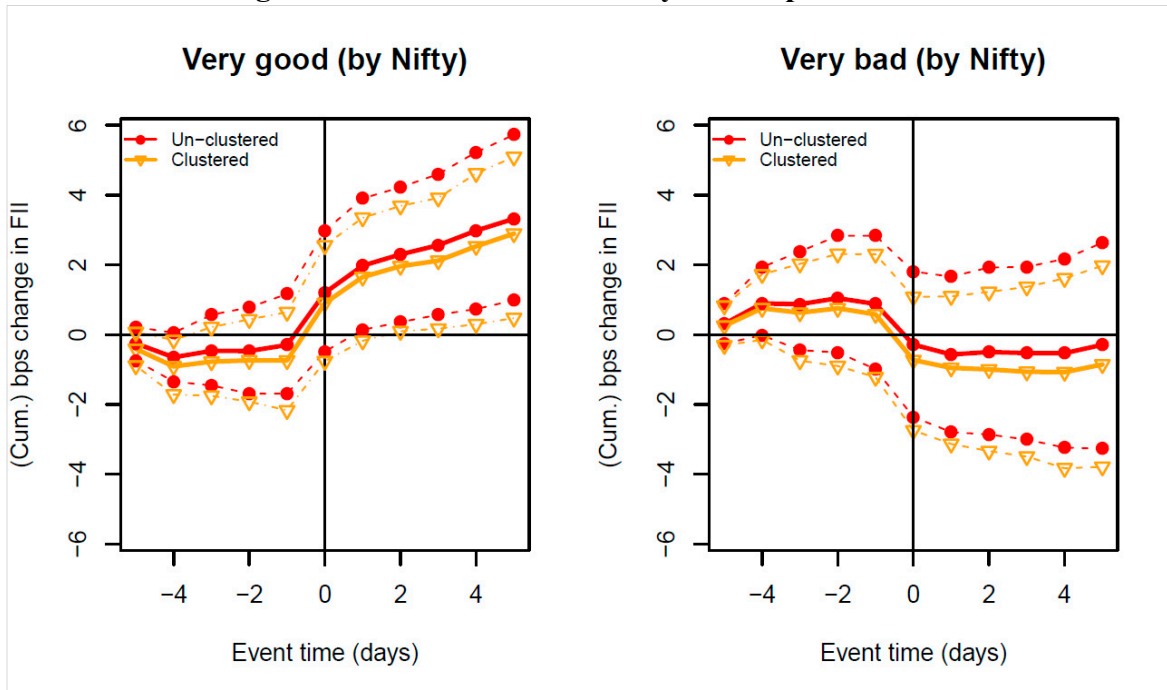 Very good (by Nifty)
Un-clustered
Clustered
(Cum.) bps change in FII
6
4
2
0
−2
−4
−6
−4 −2 0 2 4
Event time (days)
Very bad (by Nifty)
Un-clustered
Clustered
(Cum.) bps change in FII
6
4
2
0
−2
−4
−6
−4 −2 0 2 4
Event time (days)